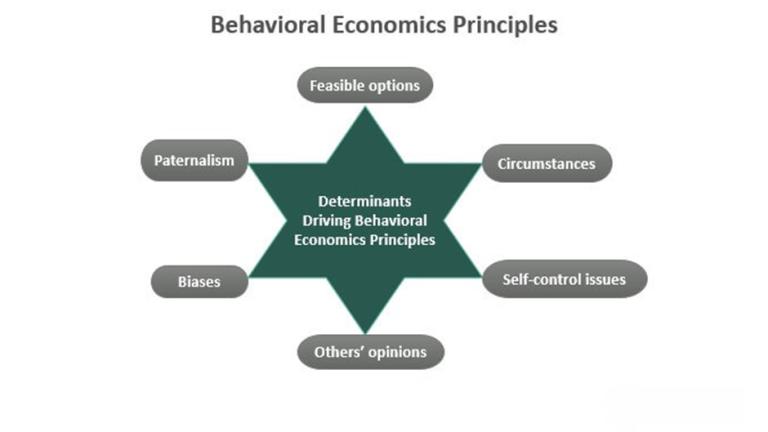 Behavioral Economics Principles
Feasible options
Paternalism
Circumstances
Determinants
Driving Behavioral
Economics Principles
Biases
Self-control issues
Others’ opinions